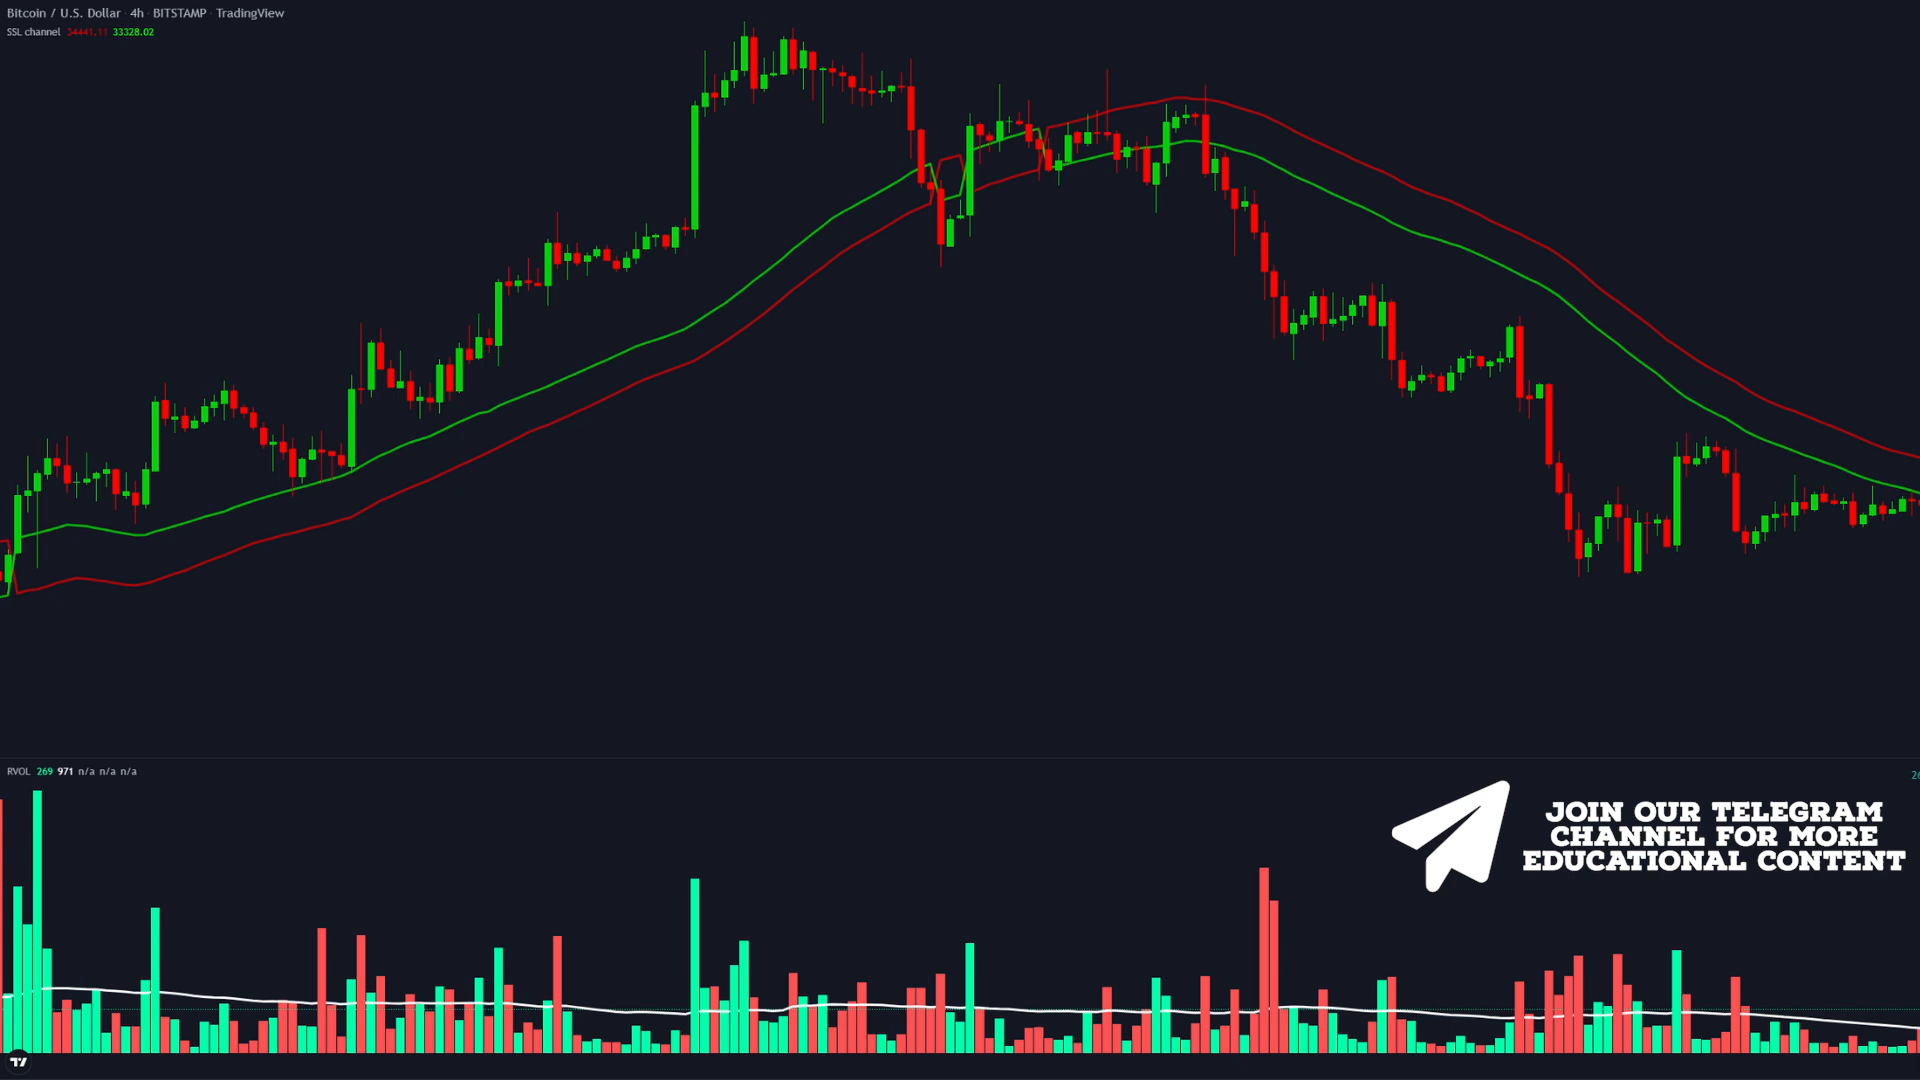 Bitcoin / U.S. Dollar · 4h · BITSTAMP · TradingView
SSL channel 34441.11 33328.02
RVOL 269 971 n/a n/a n/a
JOIN OUR TELEGRAM
CHANNEL FOR MORE
EDUCATIONAL CONTENT